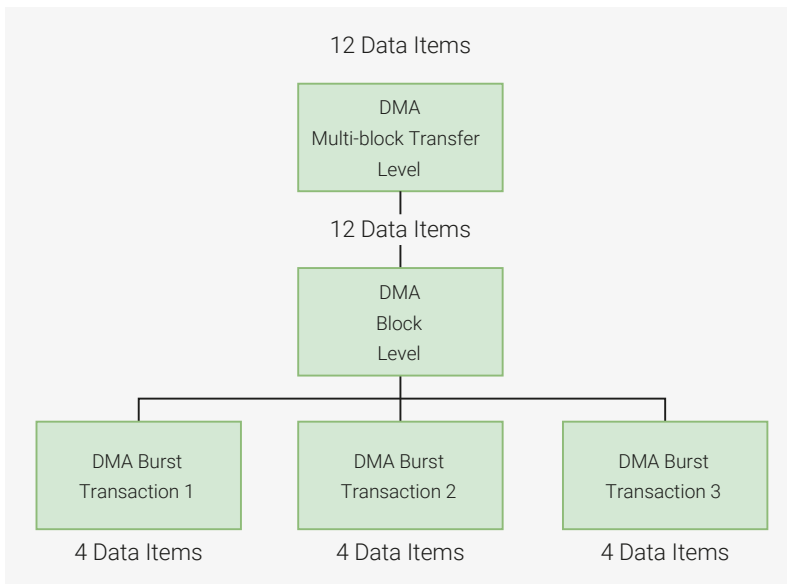 12 Data Items
DMA
Multi-block Transfer
Level
12 Data Items
DMA
Block
Level
DMA Burst
Transaction 1
DMA Burst
Transaction 2
DMA Burst
Transaction 3
4 Data Items
4 Data Items
4 Data Items